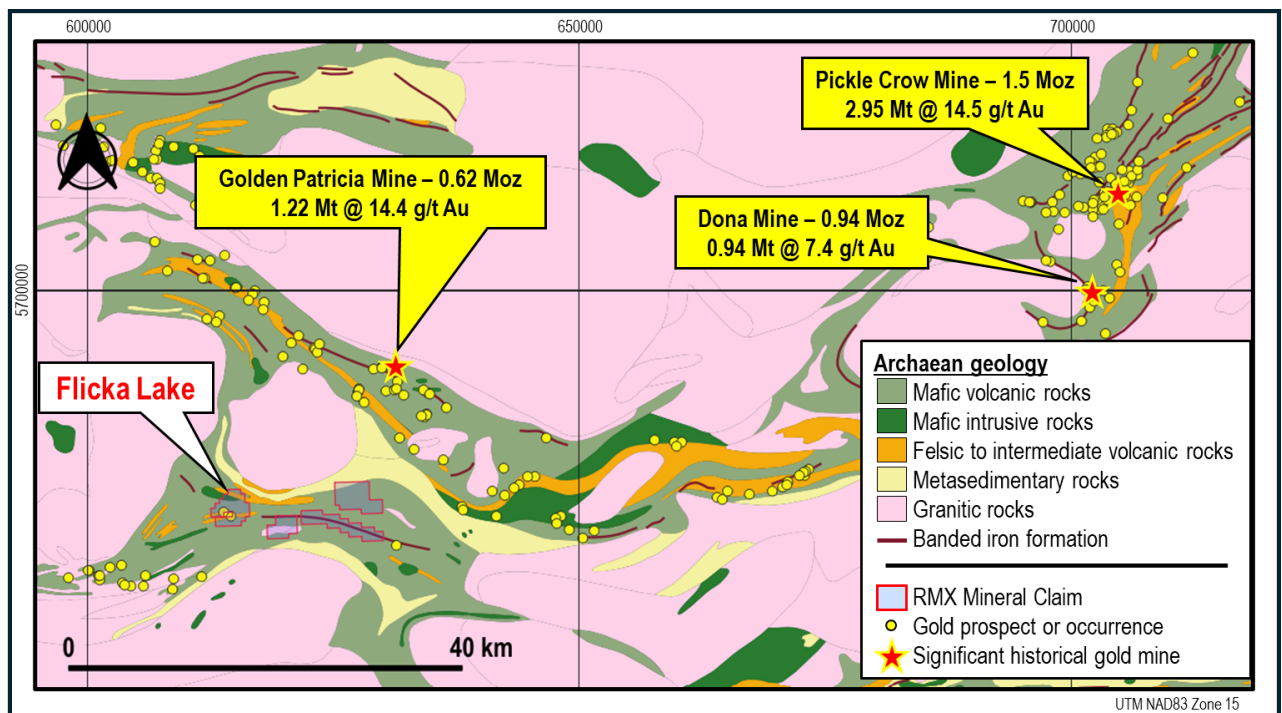 600000
650000
700000
Pickle Crow Mine – 1.5 Moz
2.95 Mt @ 14.5 g/t Au
Golden Patricia Mine – 0.62 Moz
1.22 Mt @ 14.4 g/t Au
Dona Mine – 0.94 Moz
0.94 Mt @ 7.4 g/t Au
5700000
Flicka Lake
Archaean geology
Mafic volcanic rocks
Mafic intrusive rocks
Felsic to intermediate volcanic rocks
Metasedimentary rocks
Granitic rocks
Banded iron formation
RMX Mineral Claim
Gold prospect or occurrence
Significant historical gold mine
0
40 km
UTM NAD83 Zone 15